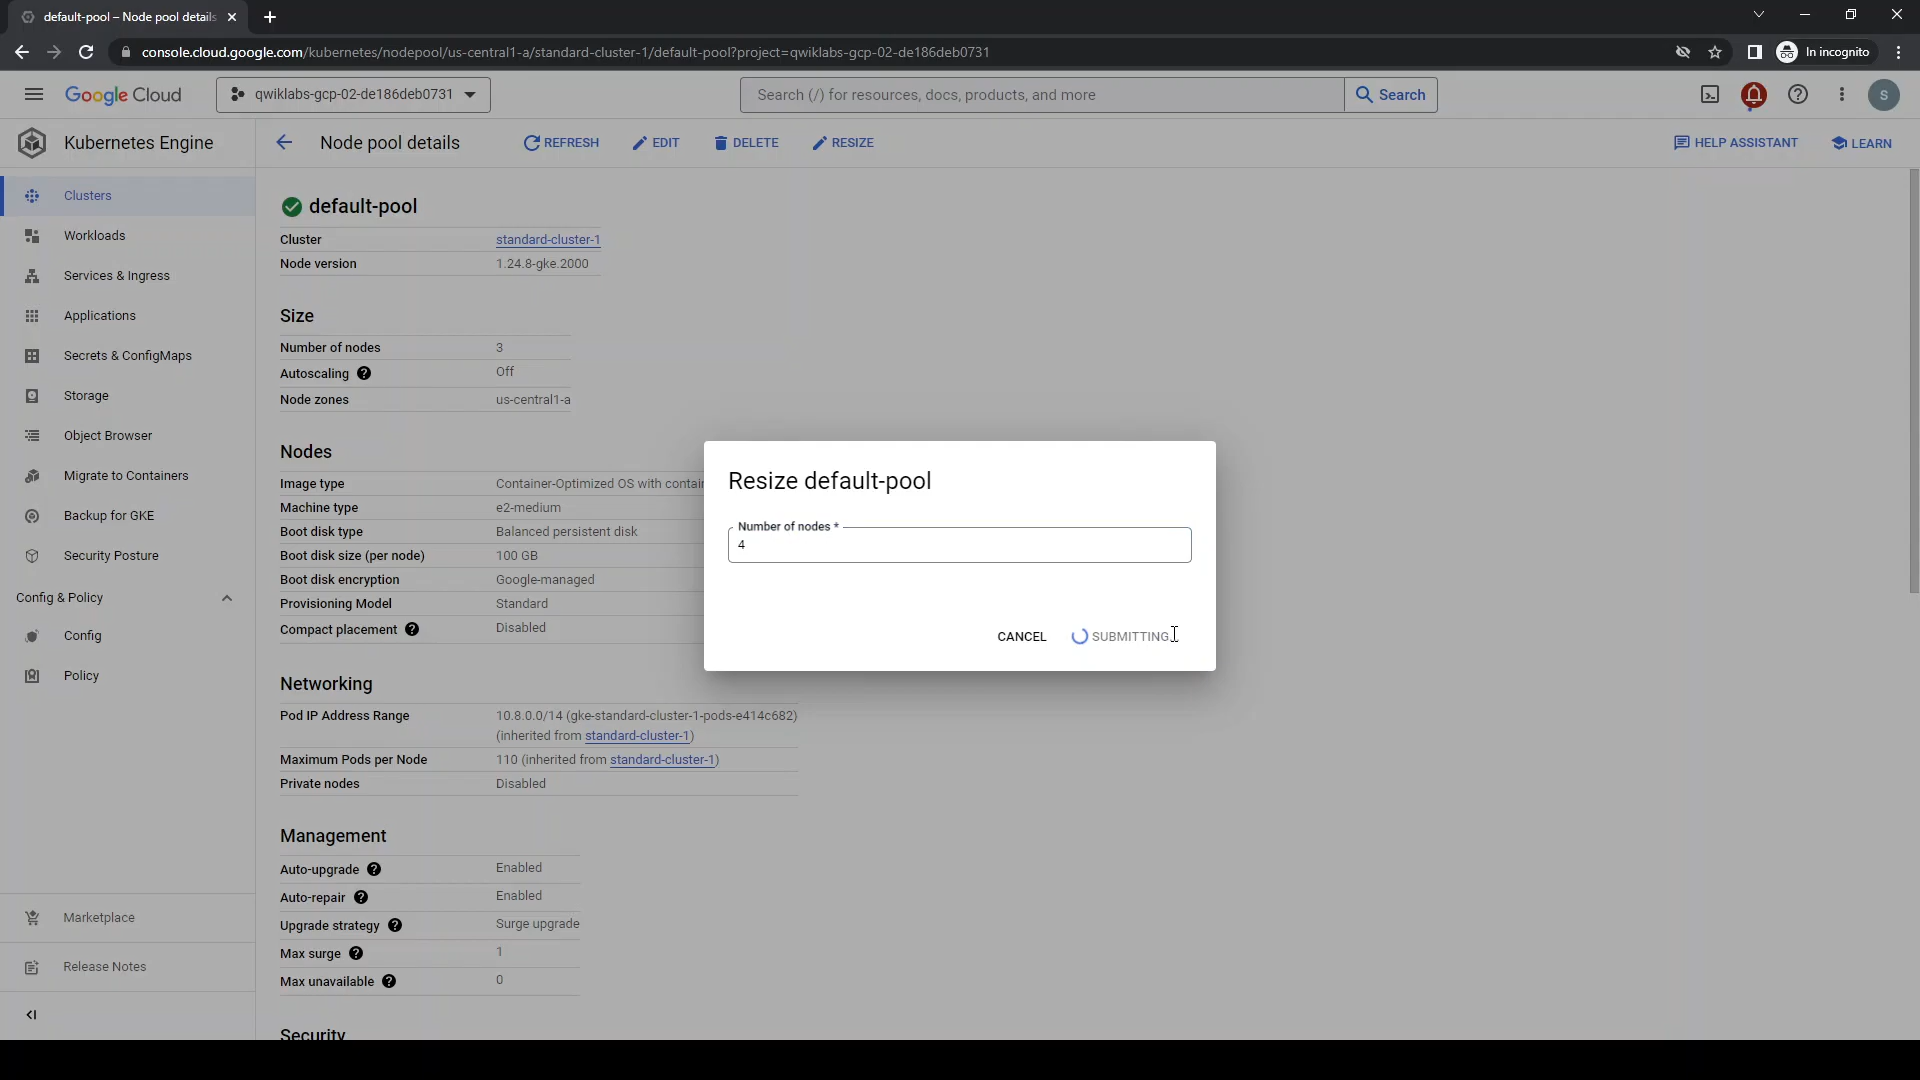 default-pool – Node pool details
console.cloud.google.com/kubernetes/nodepool/us-central1-a/standard-cluster-1/default-pool?project=qwiklabs-gcp-02-de186deb0731
In incognito
Google Cloud
qwiklabs-gcp-02-de186deb0731
Search (/) for resources, docs, products, and more
Search
S
Kubernetes Engine
Node pool details
REFRESH
EDIT
DELETE
RESIZE
HELP ASSISTANT
LEARN
Clusters
Workloads
Services & Ingress
Applications
Secrets & ConfigMaps
Storage
Object Browser
Migrate to Containers
Backup for GKE
Security Posture
Config & Policy
Config
Policy
Marketplace
Release Notes
default-pool
Cluster standard-cluster-1
Node version 1.24.8-gke.2000
Size
Number of nodes 3
Autoscaling ? Off
Node zones us-central1-a
Nodes
Image type Container-Optimized OS with
Machine type e2-medium
Boot disk type Balanced persistent disk
Boot disk size (per node) 100 GB
Boot disk encryption Google-managed
Provisioning Model Standard
Compact placement ? Disabled
Networking
Pod IP Address Range 10.8.0.0/14 (gke-standard-cluster-1-pods-e414c682)
(inherited from standard-cluster-1)
Maximum Pods per Node 110 (inherited from standard-cluster-1)
Private nodes Disabled
Management
Auto-upgrade ? Enabled
Auto-repair ? Enabled
Upgrade strategy ? Surge upgrade
Max surge ? 1
Max unavailable ? 0
Security
Resize default-pool
Number of nodes *
4
CANCEL
SUBMITTING